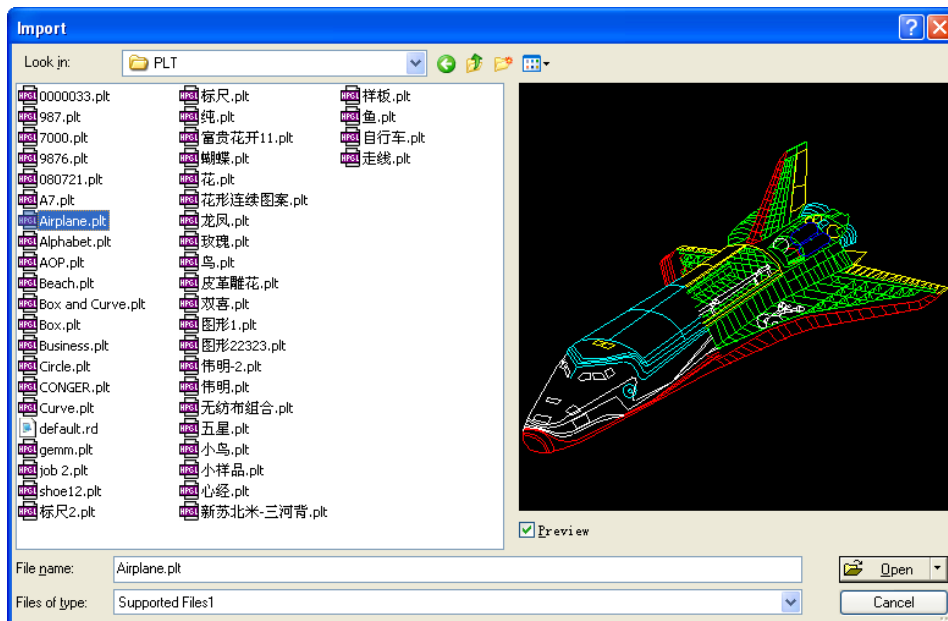 Import
Look in:
PLT
0000033.plt
987.plt
7000.plt
9876.plt
080721.plt
A7.plt
Airplane.plt
Alphabet.plt
AOP.plt
Beach.plt
Box and Curve.plt
Box.plt
Business.plt
Circle.plt
CONGER.plt
Curve.plt
default.rd
gemm.plt
job 2.plt
shoe12.plt
标尺2.plt
标尺.plt
纯.plt
富贵花开11.plt
蝴蝶.plt
花.plt
花形连续图案.plt
龙凤.plt
玫瑰.plt
鸟.plt
皮革雕花.plt
双喜.plt
图形1.plt
图形22323.plt
伟明-2.plt
伟明.plt
无纺布组合.plt
五星.plt
小鸟.plt
小样品.plt
心经.plt
新苏北米-三河背.plt
样板.plt
鱼.plt
自行车.plt
走线.plt
Preview
File name:
Airplane.plt
Open
Files of type:
Supported Files1
Cancel